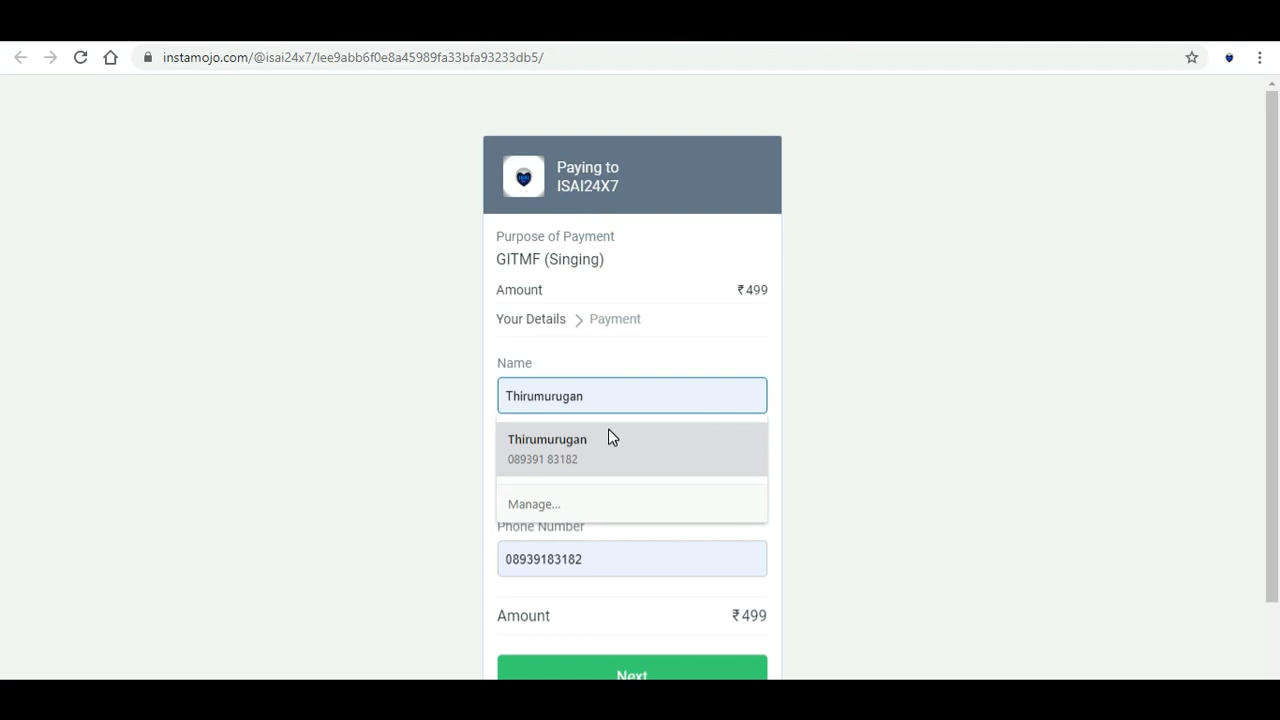 instamojo.com/@isai24x7/lee9abb6f0e8a45989fa33bfa93233db5/
Paying to
ISAI24X7
Purpose of Payment
GITMF (Singing)
Amount ₹499
Your Details > Payment
Name
Thirumurugan
Thirumurugan
089391 83182
Manage...
Phone Number
08939183182
Amount ₹499
Next